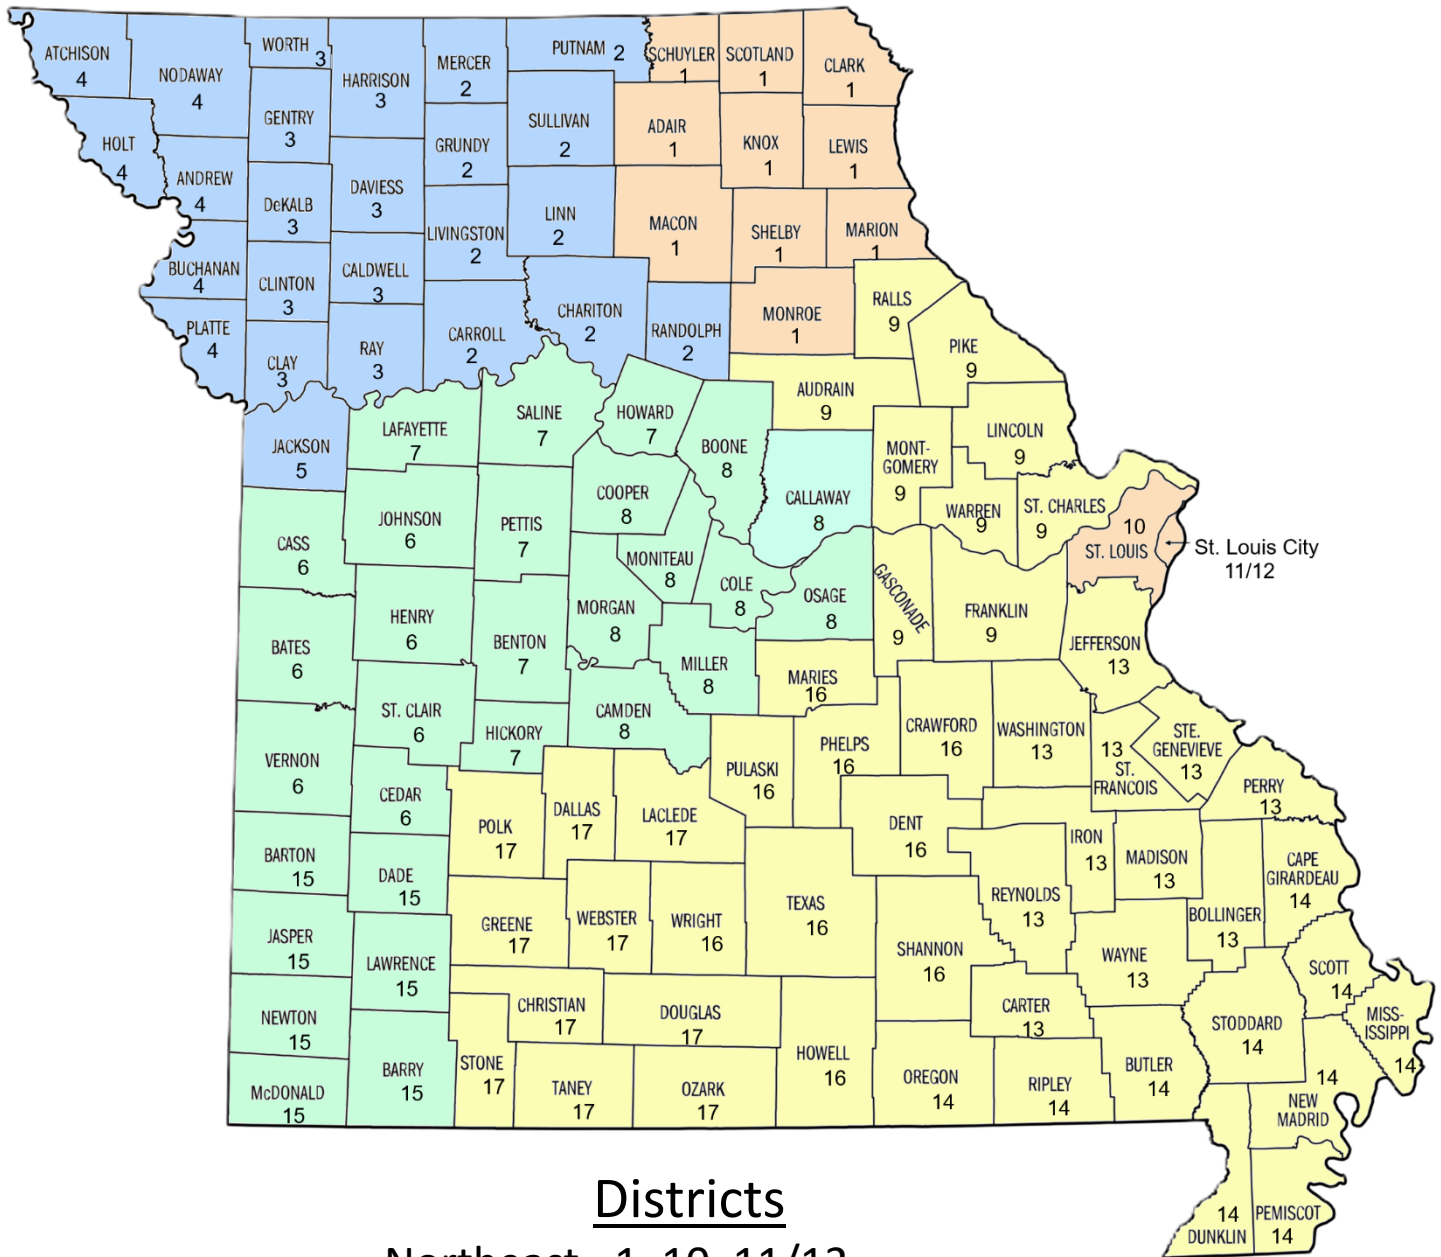 ATCHISON
4
NODAWAY
4
WORTH 3
HARRISON
3
MERCER
2
PUTNAM 2
SCHUYLER
1
SCOTLAND
1
CLARK
1
HOLT
4
GENTRY
3
GRUNDY
2
SULLIVAN
2
ADAIR
1
KNOX
1
LEWIS
1
ANDREW
4
DeKALB
3
DAVIESS
3
LIVINGSTON
2
LINN
2
MACON
1
SHELBY
1
MARION
1
BUCHANAN
4
CLINTON
3
CALDWELL
3
PLATTE
4
CLAY
3
RAY
3
CARROLL
2
CHARITON
2
RANDOLPH
2
MONROE
1
RALLS
9
PIKE
9
AUDRAIN
9
JACKSON
5
LAFAYETTE
7
SALINE
7
HOWARD
7
BOONE
8
CALLAWAY
8
MONT-
GOMERY
9
LINCOLN
9
WARREN
9
ST. CHARLES
9
10
ST. LOUIS
St. Louis City
11/12
CASS
6
JOHNSON
6
PETTIS
7
COOPER
8
MONITEAU
8
COLE
8
OSAGE
8
GASCONADE
9
FRANKLIN
9
JEFFERSON
13
BATES
6
HENRY
6
BENTON
7
MORGAN
8
MILLER
8
MARIES
16
VERNON
6
ST. CLAIR
6
HICKORY
7
CAMDEN
8
PULASKI
16
PHELPS
16
CRAWFORD
16
WASHINGTON
13
13
ST.
FRANCOIS
STE.
GENEVIEVE
13
PERRY
13
CEDAR
6
POLK
17
DALLAS
17
LACLEDE
17
DENT
16
IRON
13
MADISON
13
CAPE
GIRARDEAU
14
BARTON
15
DADE
15
GREENE
17
WEBSTER
17
WRIGHT
16
TEXAS
16
SHANNON
16
REYNOLDS
13
WAYNE
13
BOLLINGER
13
JASPER
15
LAWRENCE
15
CHRISTIAN
17
DOUGLAS
17
CARTER
13
SCOTT
14
STODDARD
14
MISS-
ISSIPPI
14
NEWTON
15
BARRY
15
STONE
17
TANEY
17
OZARK
17
HOWELL
16
OREGON
14
RIPLEY
14
BUTLER
14
14
NEW
MADRID
McDONALD
15
14
DUNKLIN
PEMISCOT
14
Districts
Northeast - 1, 10, 11/12